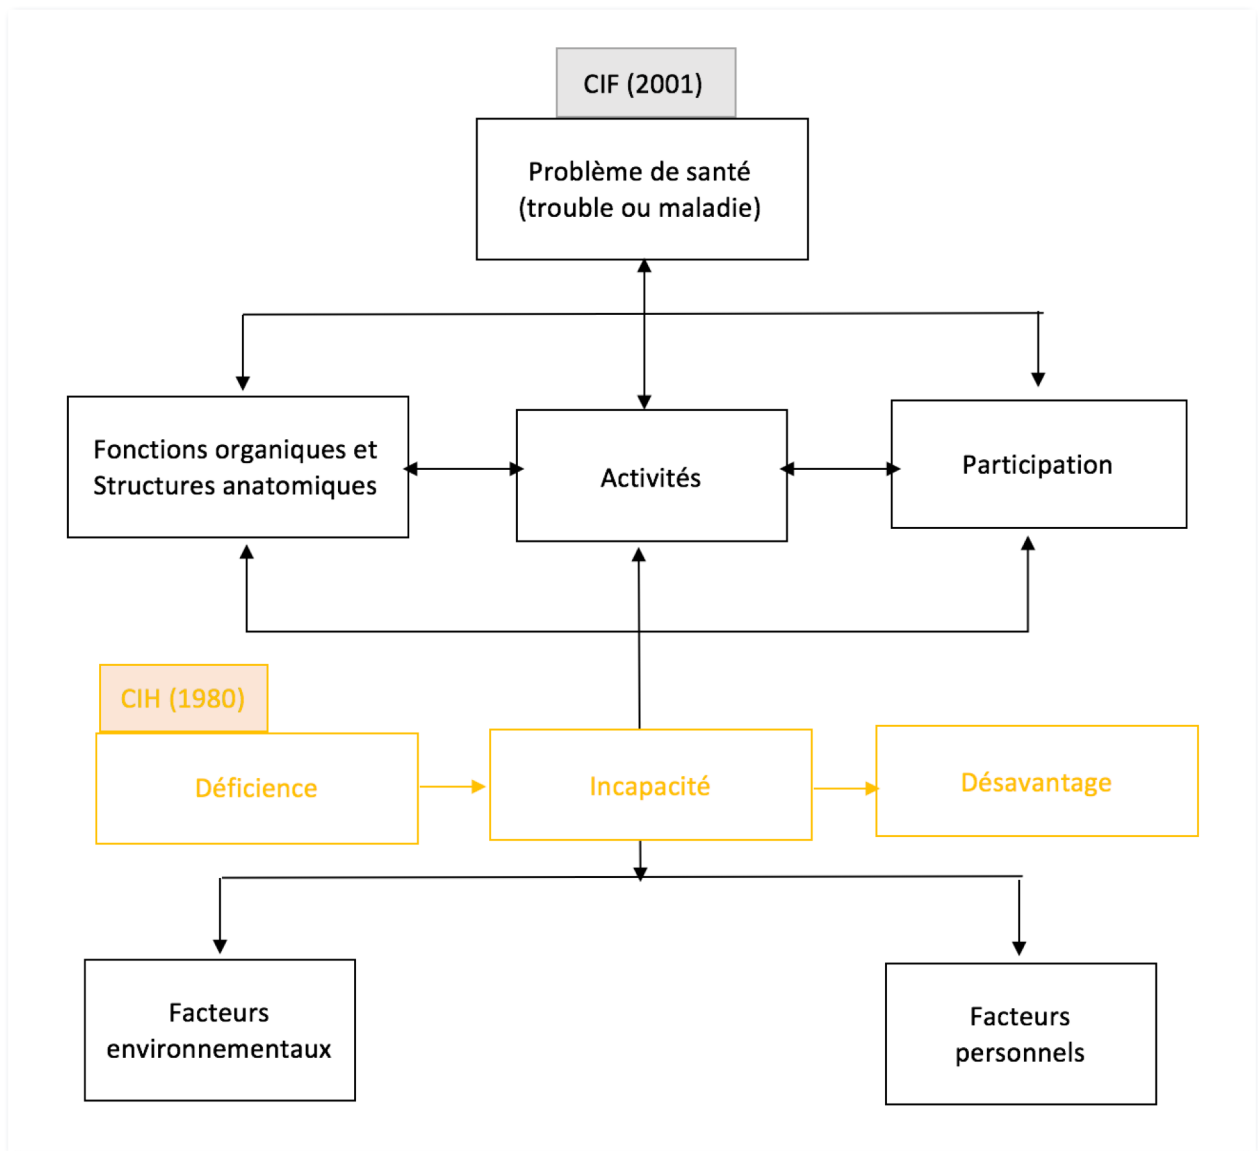 CIF (2001)
Problème de santé
(trouble ou maladie)
Fonctions organiques et
Structures anatomiques
Activités
Participation
CIH (1980)
Déficience
Incapacité
Désavantage
Facteurs
environnementaux
Facteurs
personnels